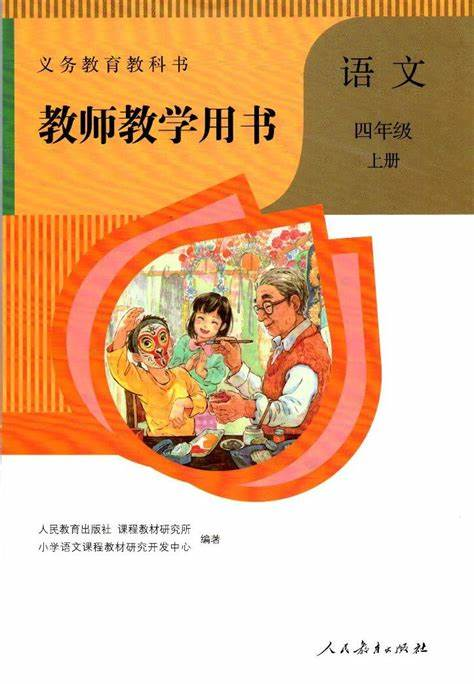 义务教育教科书
教师教学用书
语文
四年级
上册
人民教育出版社 课程教材研究所
小学语文课程教材研究开发中心
编著
人民教育出版社